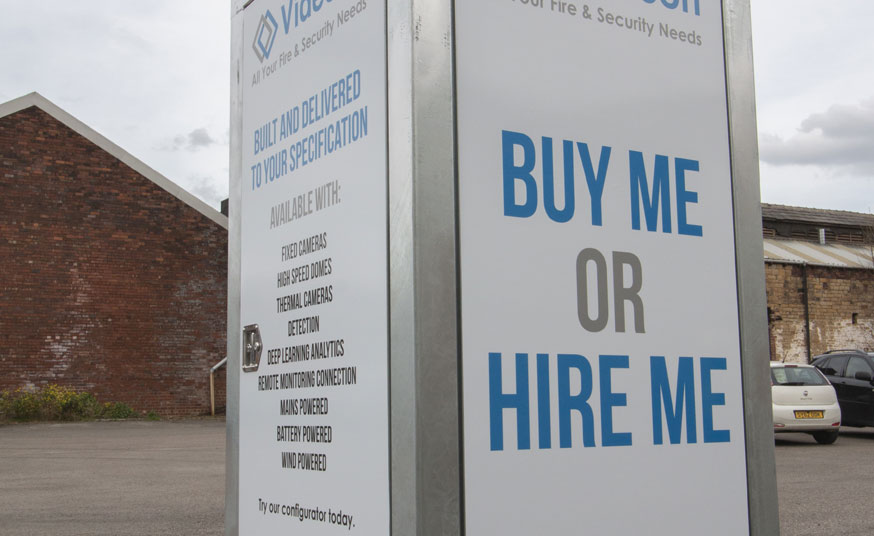 All Your Fire & Security Needs
BUILT AND DELIVERED
TO YOUR SPECIFICATION
AVAILABLE WITH:
FIXED CAMERAS
HIGH SPEED DOMES
THERMAL CAMERAS
DETECTION
DEEP LEARNING ANALYTICS
REMOTE MONITORING CONNECTION
MAINS POWERED
BATTERY POWERED
WIND POWERED
Try our configurator today.
Your Fire & Security Needs
BUY ME
OR
HIRE ME